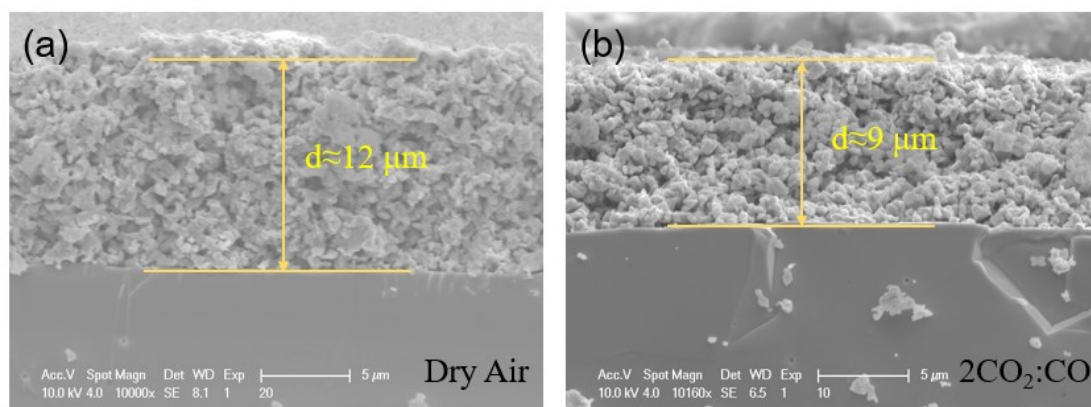 (a)
d≈12 μm
Acc.V Spot Magn Det WD Exp
10.0 kV 4.0 10000x SE 8.1 1 20
5 μm
Dry Air
(b)
d≈9 μm
Acc.V Spot Magn Det WD Exp
10.0 kV 4.0 10160x SE 6.5 1 10
5 μm
2CO₂:CO